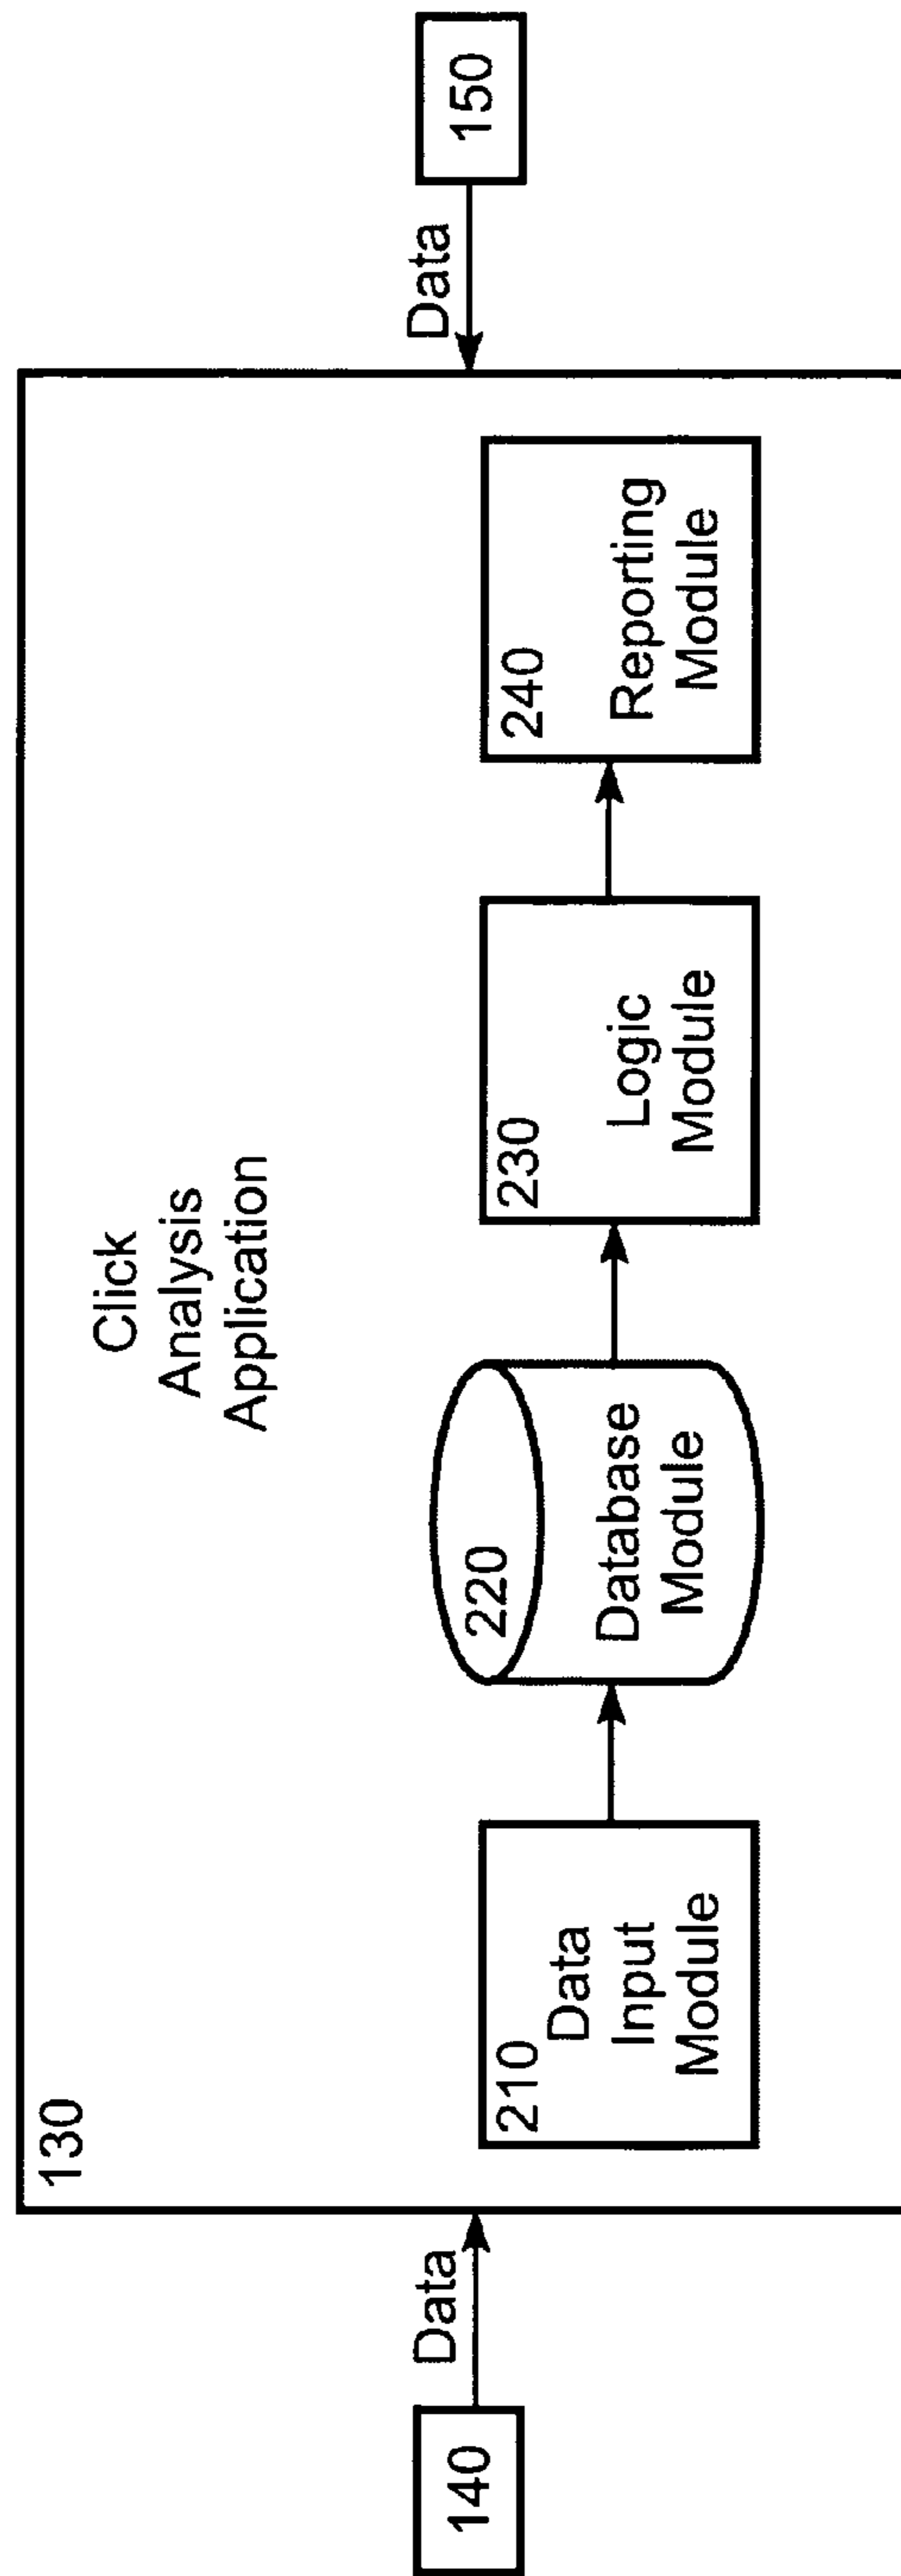 130
Click
Analysis
Application
140
Data
210
Data
Input
Module
220
Database
Module
230
Logic
Module
240
Reporting
Module
Data
150